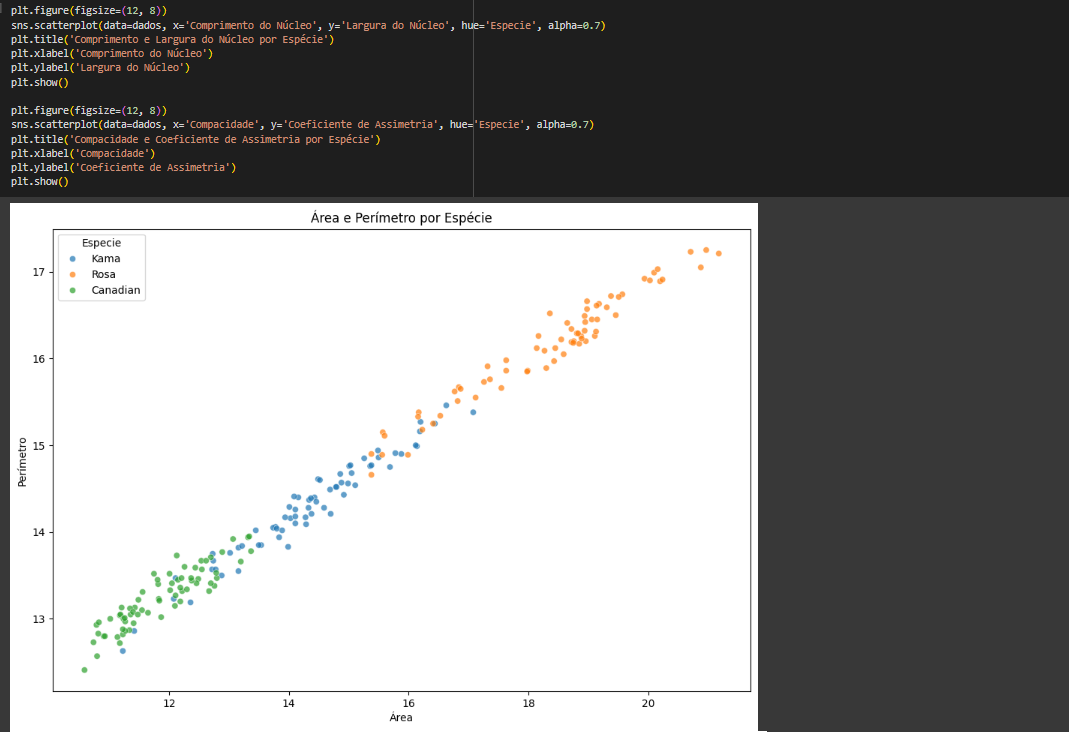 plt.figure(figsize=(12, 8))
sns.scatterplot(data=dados, x='Comprimento do Núcleo', y='Largura do Núcleo', hue='Especie', alpha=0.7)
plt.title('Comprimento e Largura do Núcleo por Espécie')
plt.xlabel('Comprimento do Núcleo')
plt.ylabel('Largura do Núcleo')
plt.show()
plt.figure(figsize=(12, 8))
sns.scatterplot(data=dados, x='Compacidade', y='Coeficiente de Assimetria', hue='Especie', alpha=0.7)
plt.title('Compacidade e Coeficiente de Assimetria por Espécie')
plt.xlabel('Compacidade')
plt.ylabel('Coeficiente de Assimetria')
plt.show()
Área e Perímetro por Espécie
Especie
Kama
Rosa
Canadian
17
16
15
14
13
Perímetro
12 14 16 18 20
Área